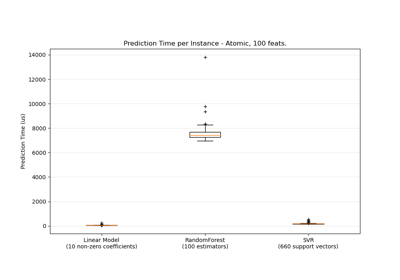 Prediction Time per Instance - Atomic, 100 feats.
Prediction Time (us)
14000
12000
10000
8000
6000
4000
2000
0
Linear Model
(10 non-zero coefficients)
RandomForest
(100 estimators)
SVR
(660 support vectors)